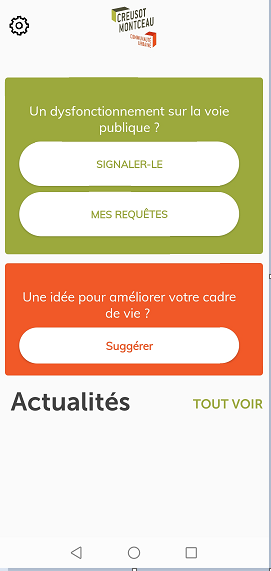 CREUSOT
MONTCEAU
COMMUNAUTÉ
URBAINE
Un dysfonctionnement sur la voie
publique ?
SIGNALER-LE
MES REQUÊTES
Une idée pour améliorer votre cadre
de vie ?
Suggérer
Actualités
TOUT VOIR